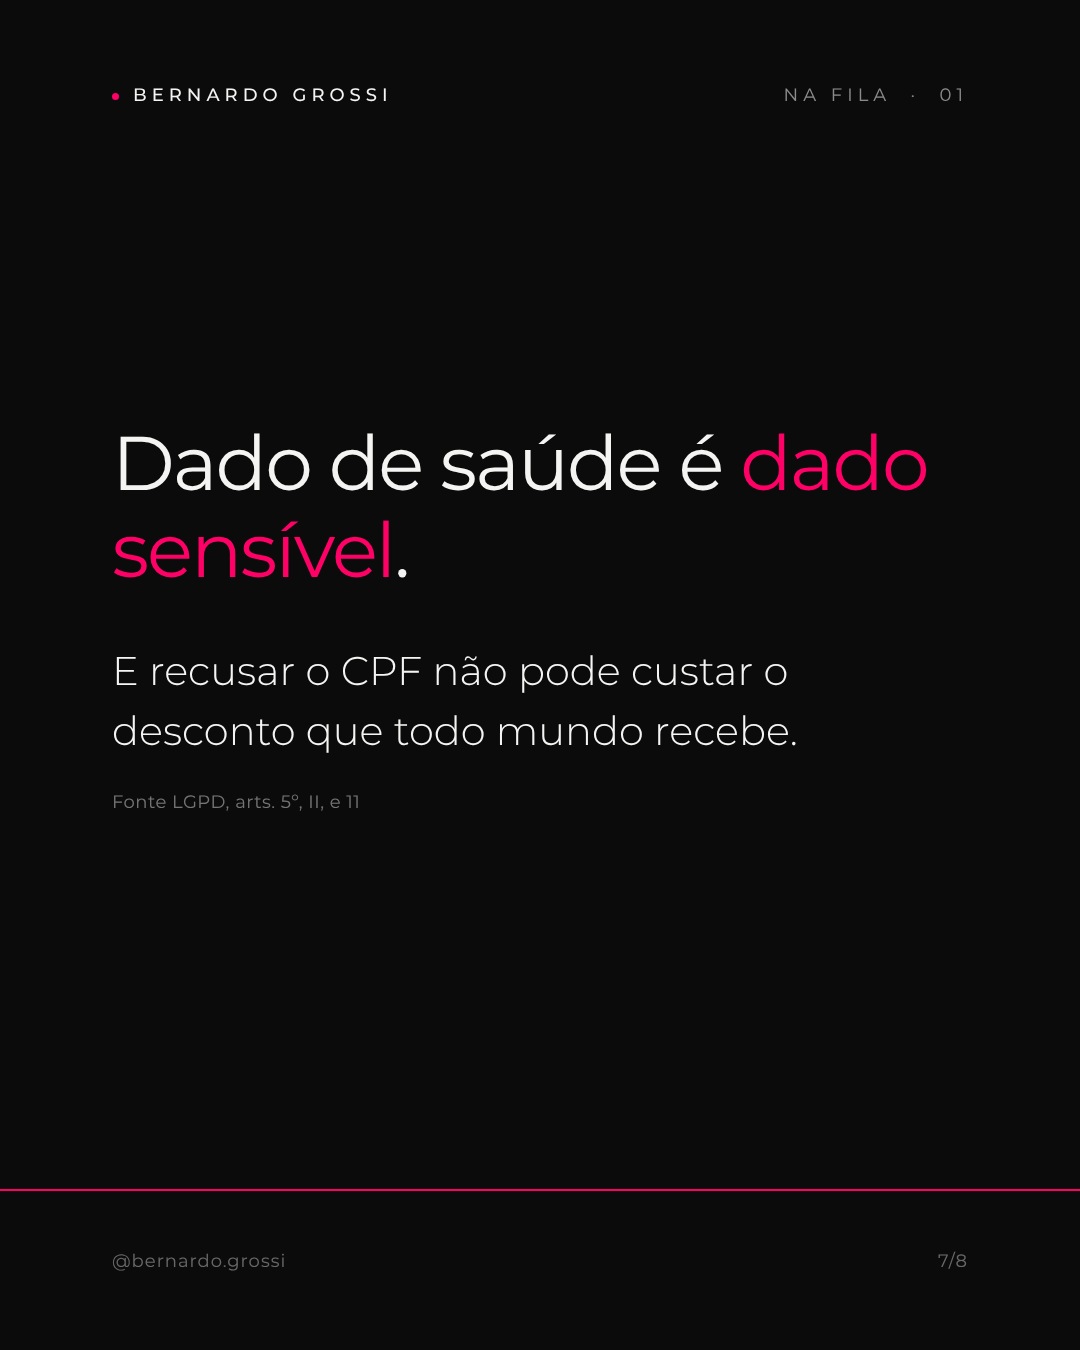 BERNARDO GROSSI
NA FILA · 01
Dado de saúde é dado
sensível.
E recusar o CPF não pode custar o
desconto que todo mundo recebe.
Fonte LGPD, arts. 5º, II, e 11
@bernardo.grossi
7/8